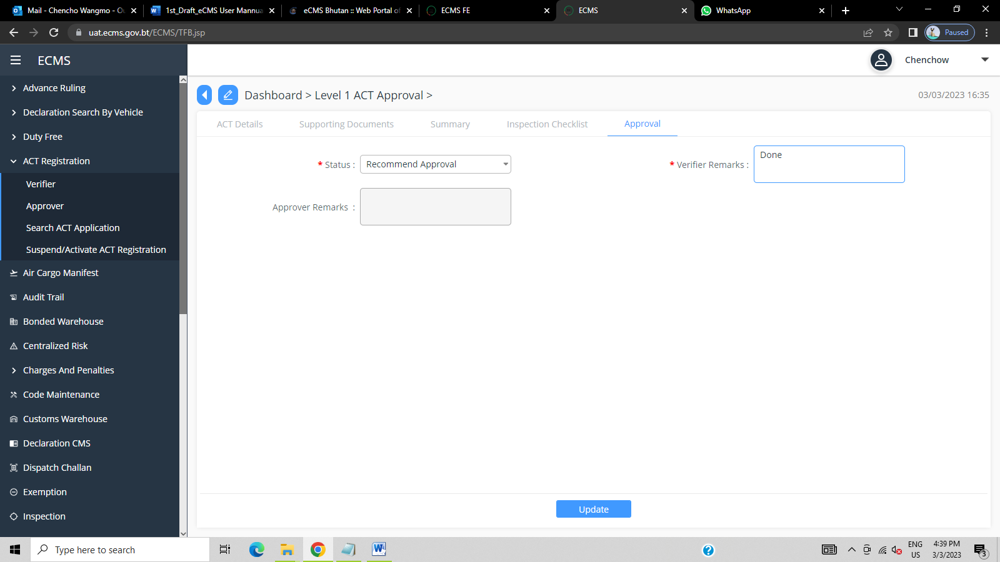 Mail - Chencho Wangmo - Ou
1st_Draft_eCMS User Mannua
eCMS Bhutan :: Web Portal of
ECMS FE
ECMS
WhatsApp
uat.ecms.gov.bt/ECMS/TFB.jsp
Paused
ECMS
Chenchow
Advance Ruling
Declaration Search By Vehicle
Duty Free
ACT Registration
Verifier
Approver
Search ACT Application
Suspend/Activate ACT Registration
Air Cargo Manifest
Audit Trail
Bonded Warehouse
Centralized Risk
Charges And Penalties
Code Maintenance
Customs Warehouse
Declaration CMS
Dispatch Challan
Exemption
Inspection
Dashboard > Level 1 ACT Approval >
03/03/2023 16:35
ACT Details
Supporting Documents
Summary
Inspection Checklist
Approval
* Status :
Recommend Approval
* Verifier Remarks :
Done
Approver Remarks :
Update
Type here to search
ENG
US
4:39 PM
3/3/2023
3